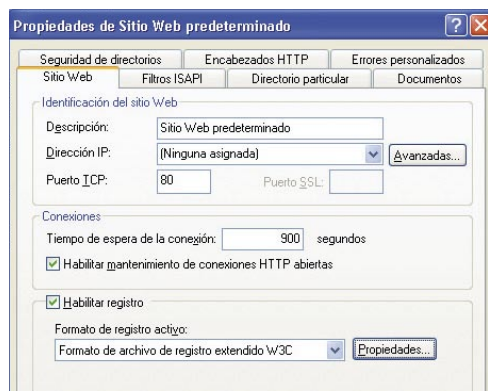 Propiedades de Sitio Web predeterminado
Seguridad de directorios Encabezados HTTP Errores personalizados
Sitio Web Filtros ISAPI Directorio particular Documentos
Identificación del sitio Web
Descripción: Sitio Web predeterminado
Dirección IP: (Ninguna asignada) Avanzadas...
Puerto TCP: 80 Puerto SSL:
Conexiones
Tiempo de espera de la conexión: 900 segundos
Habilitar mantenimiento de conexiones HTTP abiertas
Habilitar registro
Formato de registro activo:
Formato de archivo de registro extendido W3C Propiedades...